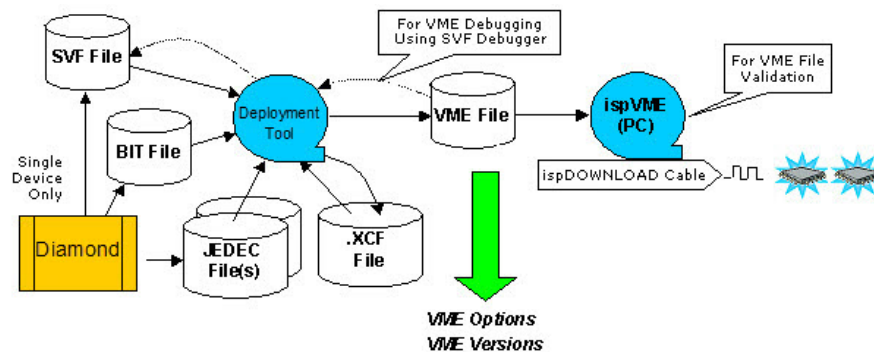 For VME Debugging
Using SVF Debugger
SVF File
For VME File
Validation
Deployment
Tool
VME File
ispVME
(PC)
BIT File
Single
Device
Only
ispDOWNLOAD Cable
Diamond
JEDEC
File(s)
.XCF
File
VME Options
VME Versions